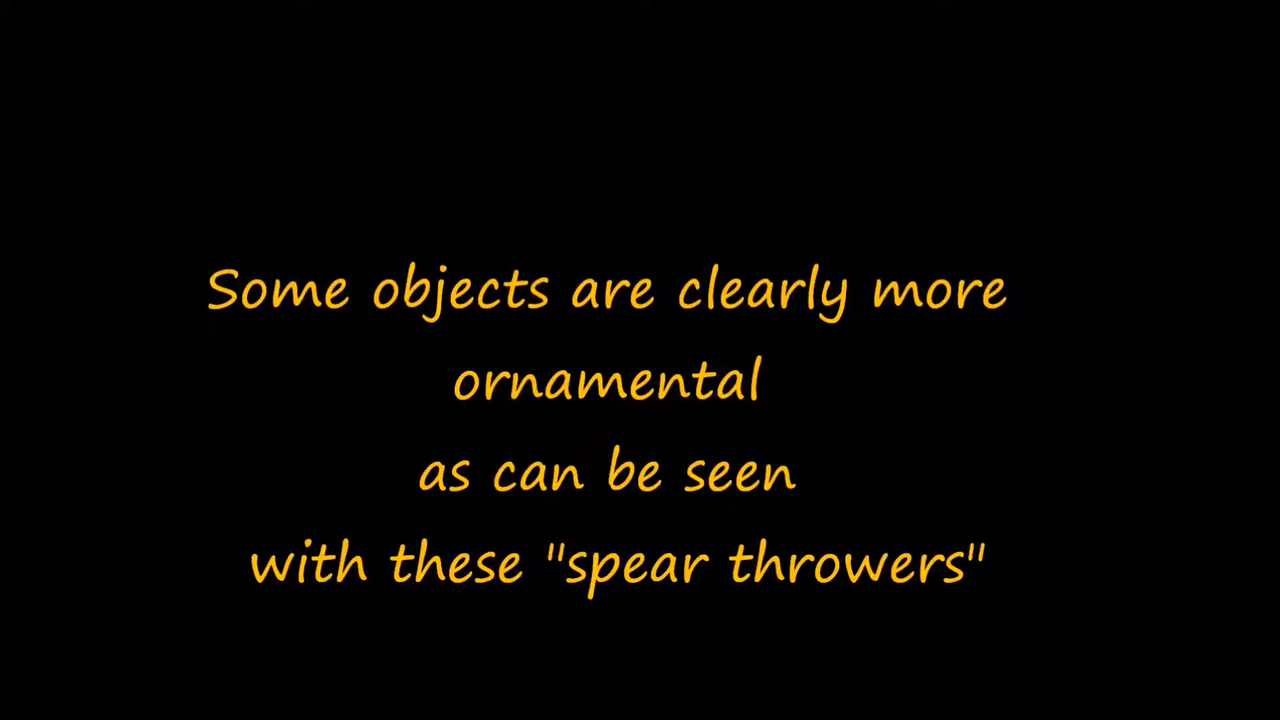 Some objects are clearly more
ornamental
as can be seen
with these "spear throwers"